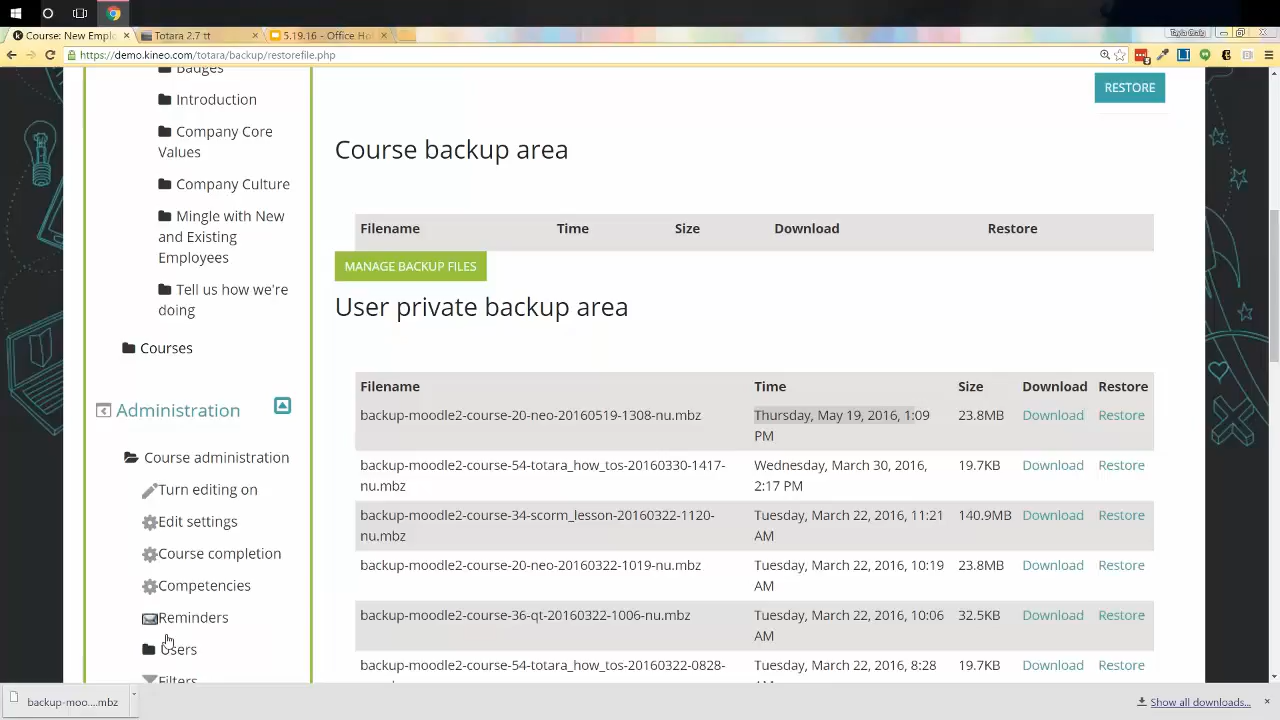 Course: New Emplo
Totara 2.7 tt
5.19.16 - Office Ho
Tayla Craig
https://demo.kineo.com/totara/backup/restorefile.php
Badges
Introduction
Company Core
Values
Company Culture
Mingle with New
and Existing
Employees
Tell us how we're
doing
Courses
Administration
Course administration
Turn editing on
Edit settings
Course completion
Competencies
Reminders
Users
Filters
RESTORE
Course backup area
Filename Time Size Download Restore
MANAGE BACKUP FILES
User private backup area
Filename Time Size Download Restore
backup-moodle2-course-20-neo-20160519-1308-nu.mbz Thursday, May 19, 2016, 1:09 23.8MB Download Restore
PM
backup-moodle2-course-54-totara_how_tos-20160330-1417- Wednesday, March 30, 2016, 19.7KB Download Restore
nu.mbz 2:17 PM
backup-moodle2-course-34-scorm_lesson-20160322-1120- Tuesday, March 22, 2016, 11:21 140.9MB Download Restore
nu.mbz AM
backup-moodle2-course-20-neo-20160322-1019-nu.mbz Tuesday, March 22, 2016, 10:19 23.8MB Download Restore
AM
backup-moodle2-course-36-qt-20160322-1006-nu.mbz Tuesday, March 22, 2016, 10:06 32.5KB Download Restore
AM
backup-moodle2-course-54-totara_how_tos-20160322-0828- Tuesday, March 22, 2016, 8:28 19.7KB Download Restore
backup-moo....mbz
Show all downloads...